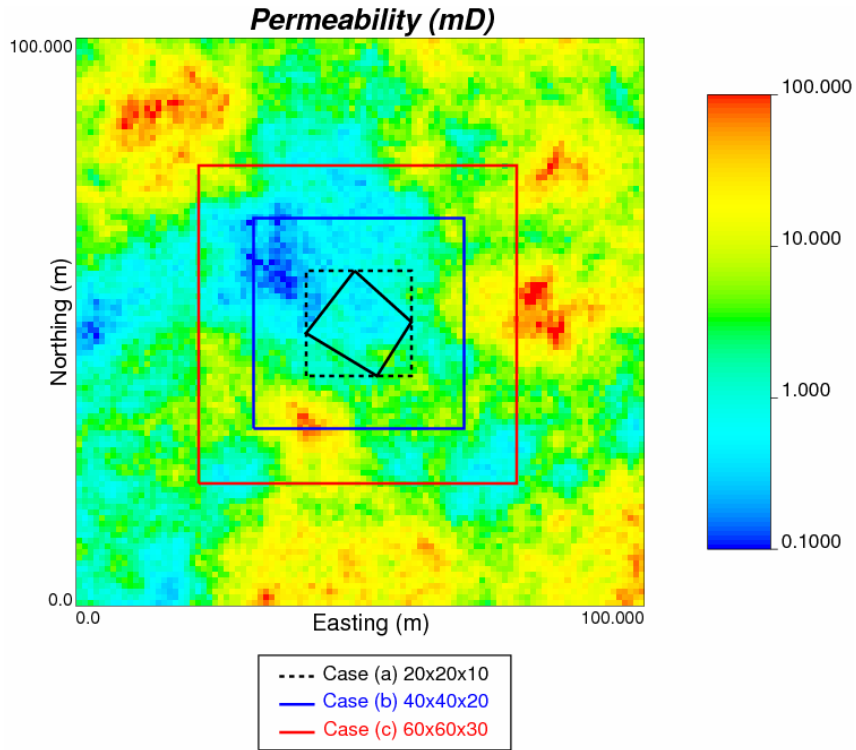 Permeability (mD)
100.000
Northing (m)
0.0
0.0
Easting (m)
100.000
100.000
10.000
1.000
0.1000
Case (a) 20x20x10
Case (b) 40x40x20
Case (c) 60x60x30